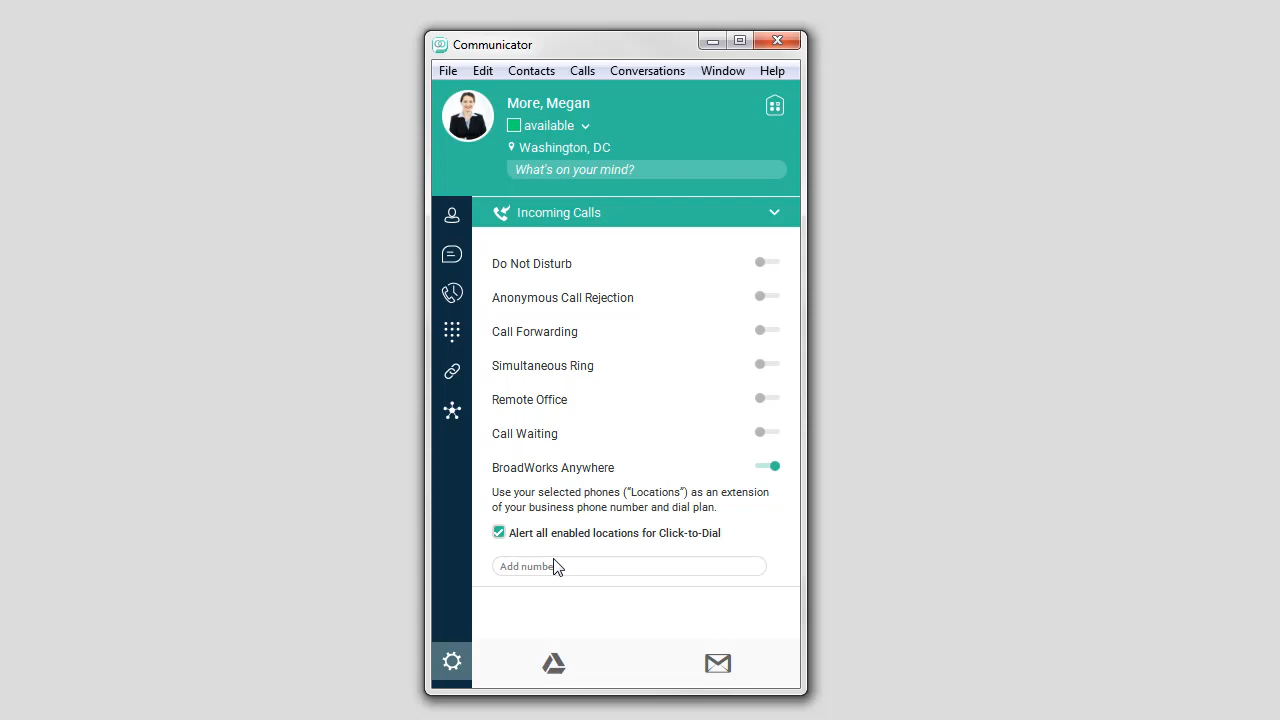 Communicator
File Edit Contacts Calls Conversations Window Help
More, Megan
available
Washington, DC
What's on your mind?
Incoming Calls
Do Not Disturb
Anonymous Call Rejection
Call Forwarding
Simultaneous Ring
Remote Office
Call Waiting
BroadWorks Anywhere
Use your selected phones (“Locations”) as an extension
of your business phone number and dial plan.
Alert all enabled locations for Click-to-Dial
Add number